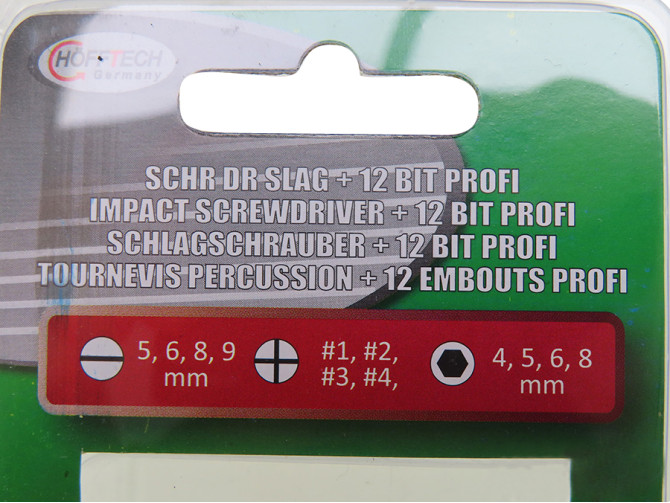 HÖFFTECH
Germany
SCHR DR SLAG + 12 BIT PROFI
IMPACT SCREWDRIVER + 12 BIT PROFI
SCHLAGSCHRAUBER + 12 BIT PROFI
TOURNEVIS PERCUSSION + 12 EMBOUTS PROFI
5, 6, 8, 9
mm
#1, #2,
#3, #4,
4, 5, 6, 8
mm